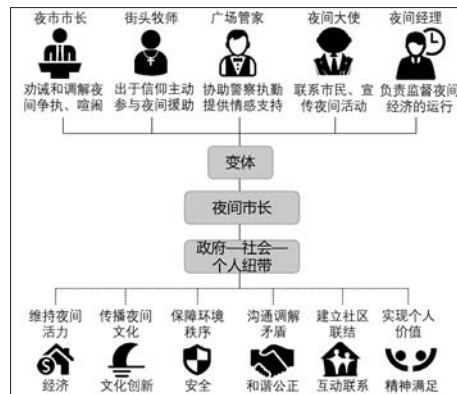 夜市市长 街头牧师 广场管家 夜间大使 夜间经理
劝诫和调解夜 出于信仰主动 协助警察执勤 联系市民、宣 负责监督夜间
间争执、喧闹 参与夜间援助 提供情感支持 传夜间活动 经济的运行
变体
夜间市长
政府—社会—
个人纽带
维持夜间 传播夜间 保障环境 沟通调解 建立社区 实现个人
活力 文化 秩序 矛盾 联结 价值
经济 文化创新 安全 和谐公正 互动联系 精神满足